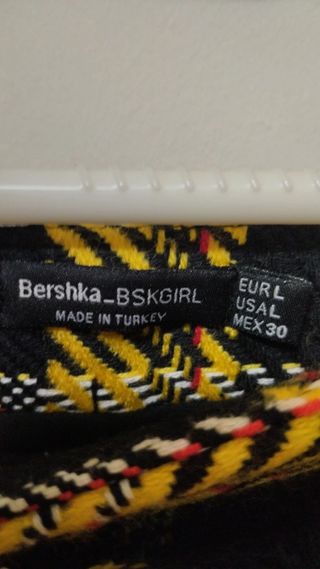 Bershka_BSKGIRL
MADE IN TURKEY
EUR L
USA L
MEX 30